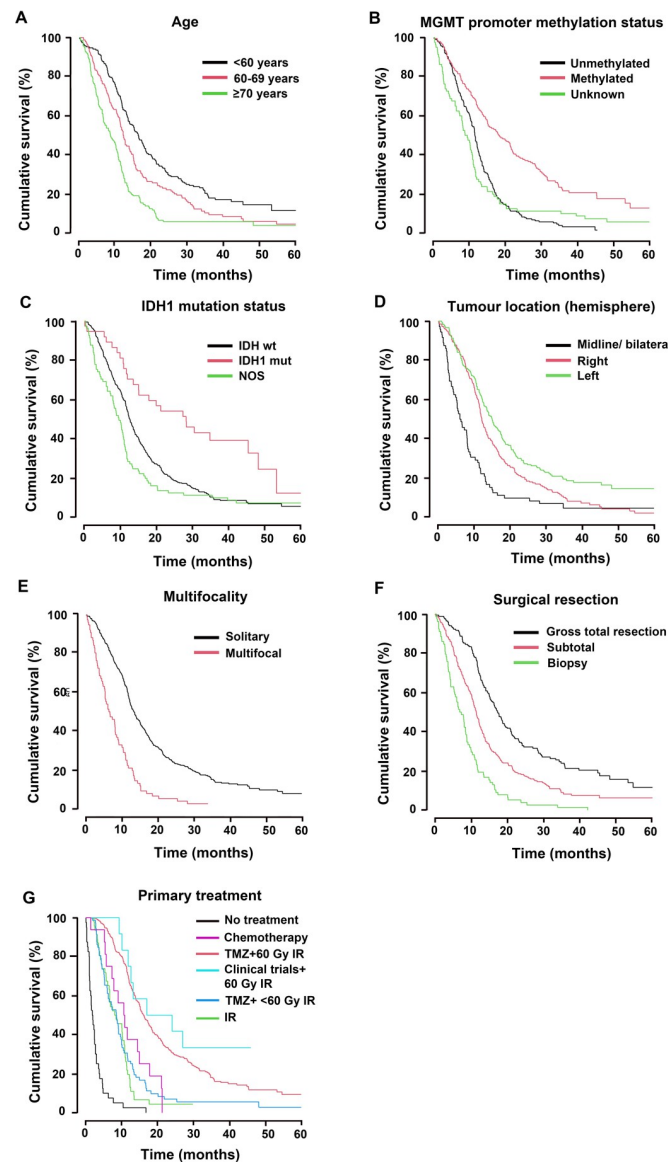 A
Age
Cumulative survival (%)
100
80
60
40
20
0
<60 years
60-69 years
≥70 years
0 10 20 30 40 50 60
Time (months)
B
MGMT promoter methylation status
Cumulative survival (%)
100
80
60
40
20
0
Unmethylated
Methylated
Unknown
0 10 20 30 40 50 60
Time (months)
C
IDH1 mutation status
Cumulative survival (%)
100
80
60
40
20
0
IDH wt
IDH1 mut
NOS
0 10 20 30 40 50 60
Time (months)
D
Tumour location (hemisphere)
Cumulative survival (%)
100
80
60
40
20
0
Midline/ bilatera
Right
Left
0 10 20 30 40 50 60
Time (months)
E
Multifocality
Cumulative survival (%)
100
80
60
40
20
0
Solitary
Multifocal
0 10 20 30 40 50 60
Time (months)
F
Surgical resection
Cumulative survival (%)
100
80
60
40
20
0
Gross total resection
Subtotal
Biopsy
0 10 20 30 40 50 60
Time (months)
G
Primary treatment
Cumulative survival (%)
100
80
60
40
20
0
No treatment
Chemotherapy
TMZ+60 Gy IR
Clinical trials+
60 Gy IR
TMZ+ <60 Gy IR
IR
0 10 20 30 40 50 60
Time (months)